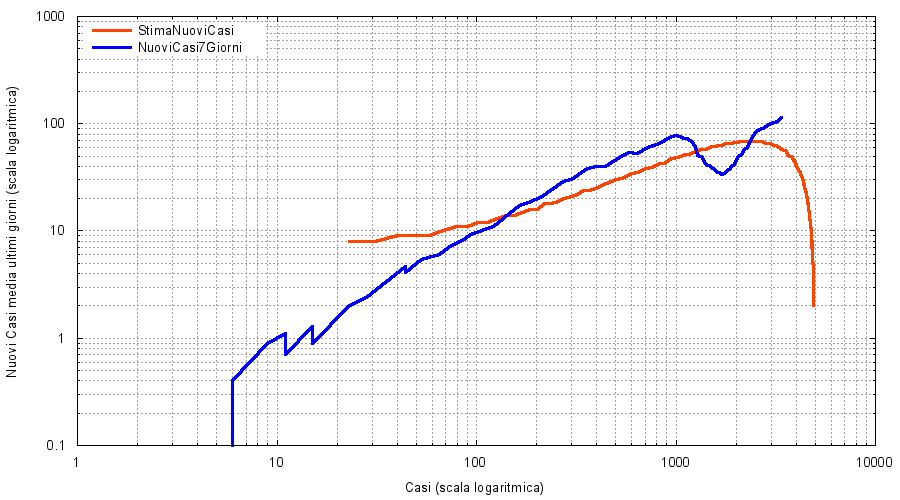 1000
StimaNuoviCasi
NuoviCasi7Giorni
100
10
1
0.1
Nuovi Casi media ultimi giorni (scala logaritmica)
1 10 100 1000 10000
Casi (scala logaritmica)